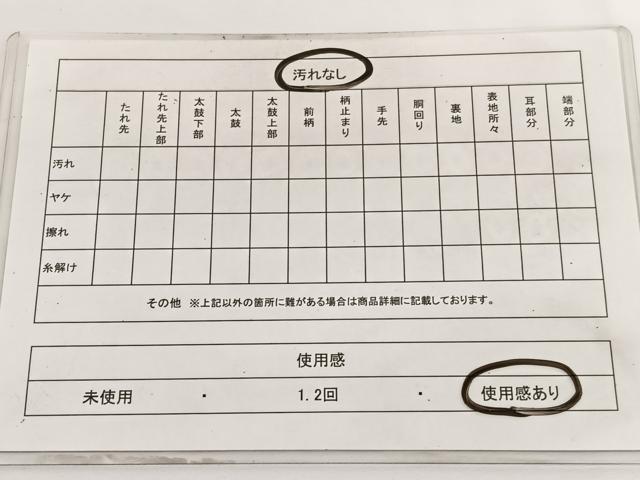 汚れなし
たれ先 たれ先上部 太鼓下部 太鼓 太鼓上部 前柄 柄止まり 手先 胴回り 裏地 表地所々 耳部分 端部分
汚れ
ヤケ
擦れ
糸解け
その他 ※上記以外の箇所に難がある場合は商品詳細に記載しております。
使用感
未使用 ・ 1.2回 ・ 使用感あり